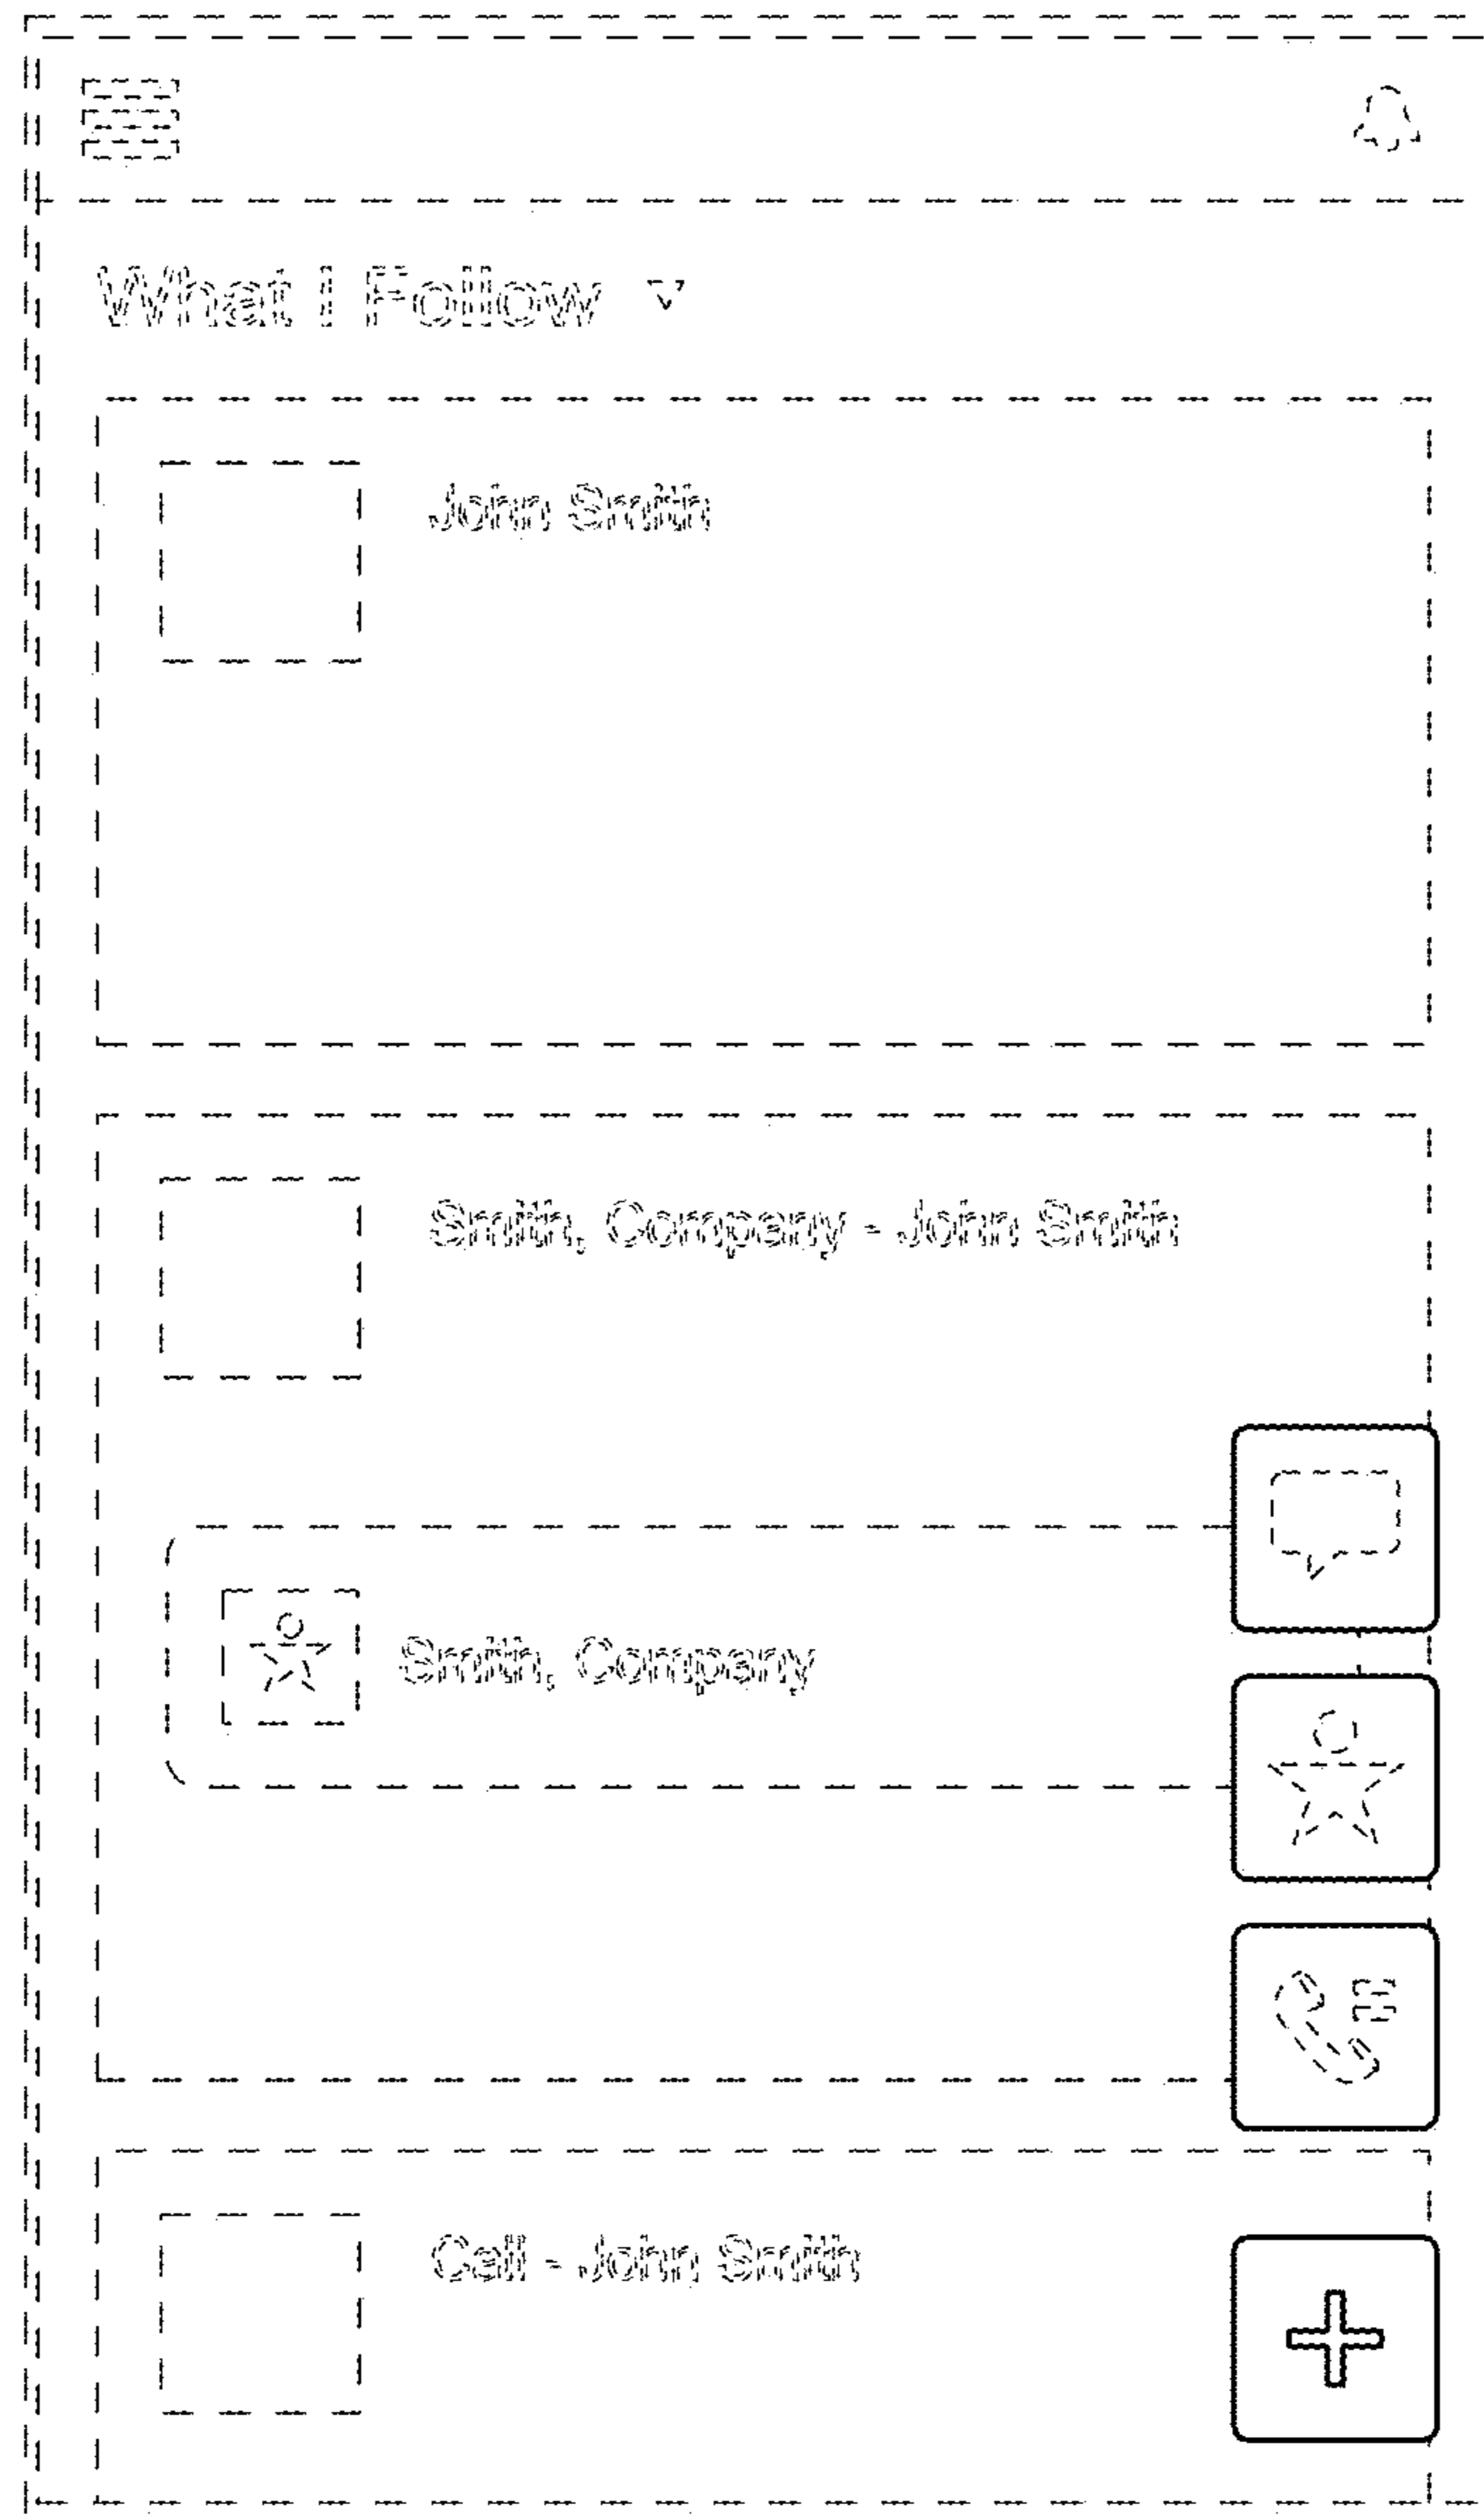 What I Follow
John Smith
Smith, Company - John Smith
Smith, Company
Call - John Smith